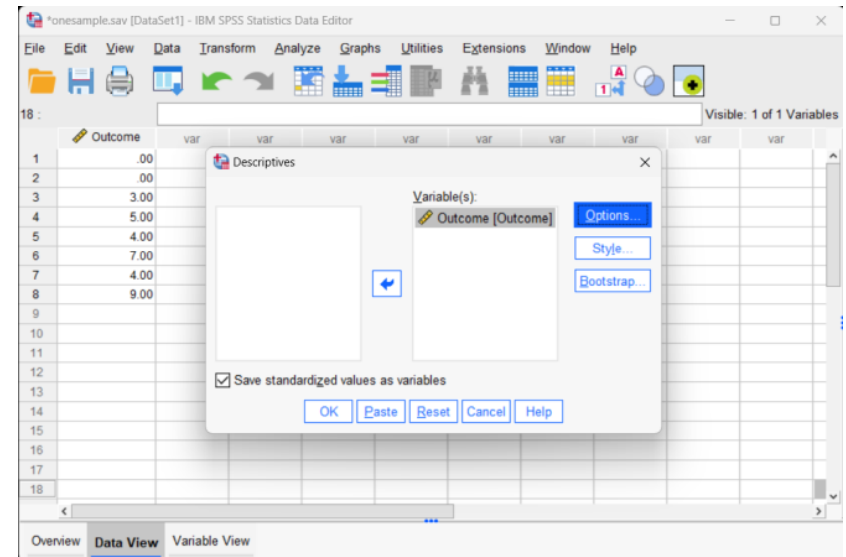 *onesample.sav [DataSet1] - IBM SPSS Statistics Data Editor
File Edit View Data Transform Analyze Graphs Utilities Extensions Window Help
18 : Visible: 1 of 1 Variables
Outcome var var var var var var var var var
1 .00
2 .00
3 3.00
4 5.00
5 4.00
6 7.00
7 4.00
8 9.00
9
10
11
12
13
14
15
16
17
18
Descriptives
Variable(s):
Outcome [Outcome]
Options...
Style...
Bootstrap...
Save standardized values as variables
OK Paste Reset Cancel Help
Overview Data View Variable View